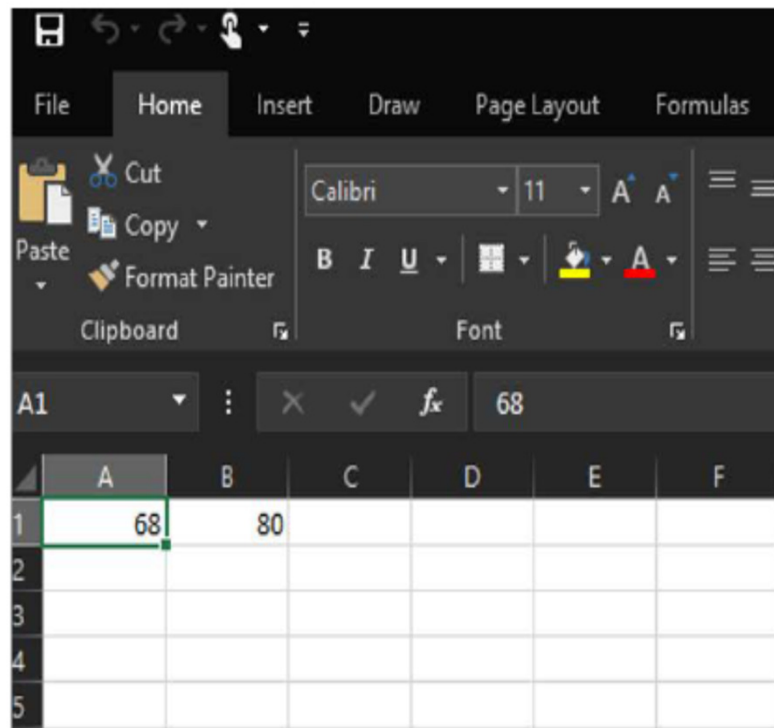 File Home Insert Draw Page Layout Formulas
Cut
Copy
Paste
Format Painter
Calibri 11 A A
B I U A
Clipboard Font
A1 fx 68
A B C D E F
1 68 80
2
3
4
5